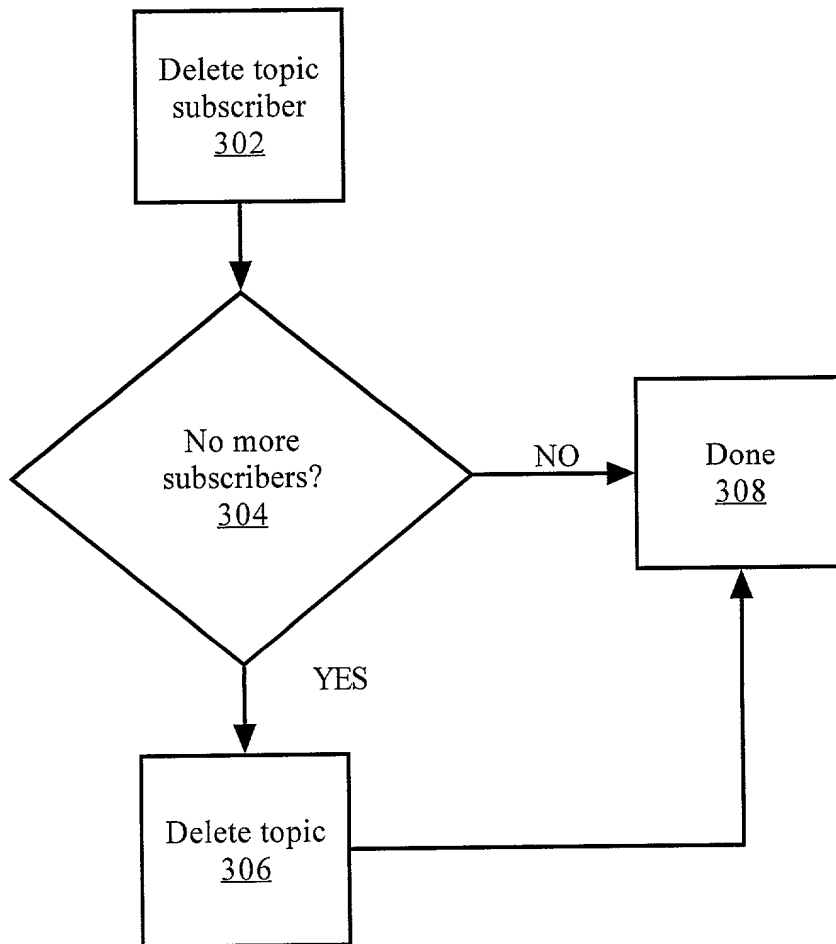 Delete topic
subscriber
302
No more
subscribers?
304
NO
Done
308
YES
Delete topic
306